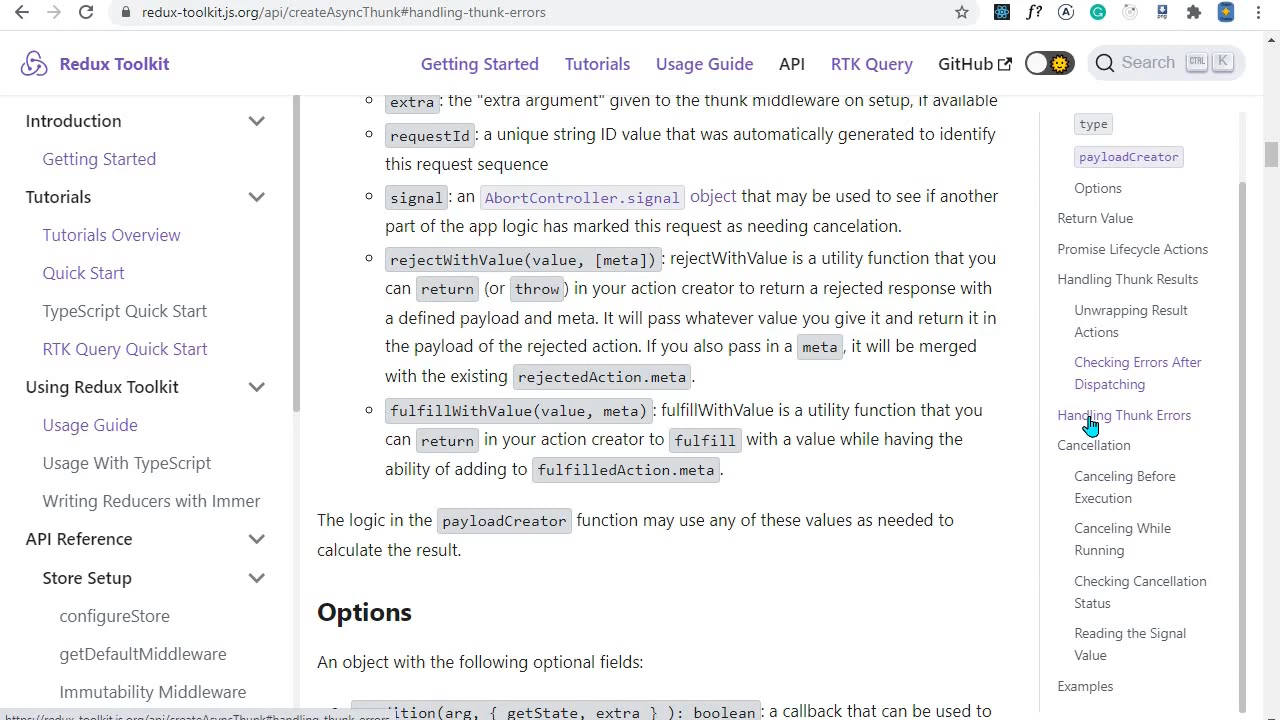 redux-toolkit.js.org/api/createAsyncThunk#handling-thunk-errors
Redux Toolkit
Getting Started
Tutorials
Usage Guide
API
RTK Query
GitHub
Search
CTRL
K
Introduction
Getting Started
Tutorials
Tutorials Overview
Quick Start
TypeScript Quick Start
RTK Query Quick Start
Using Redux Toolkit
Usage Guide
Usage With TypeScript
Writing Reducers with Immer
API Reference
Store Setup
configureStore
getDefaultMiddleware
Immutability Middleware
extra: the "extra argument" given to the thunk middleware on setup, if available
requestId: a unique string ID value that was automatically generated to identify
this request sequence
signal: an AbortController.signal object that may be used to see if another
part of the app logic has marked this request as needing cancelation.
rejectWithValue(value, [meta]): rejectWithValue is a utility function that you
can return (or throw) in your action creator to return a rejected response with
a defined payload and meta. It will pass whatever value you give it and return it in
the payload of the rejected action. If you also pass in a meta, it will be merged
with the existing rejectedAction.meta.
fulfillWithValue(value, meta): fulfillWithValue is a utility function that you
can return in your action creator to fulfill with a value while having the
ability of adding to fulfilledAction.meta.
The logic in the payloadCreator function may use any of these values as needed to
calculate the result.
Options
An object with the following optional fields:
(arg, { getState, extra } ): boolean: a callback that can be used to
type
payloadCreator
Options
Return Value
Promise Lifecycle Actions
Handling Thunk Results
Unwrapping Result
Actions
Checking Errors After
Dispatching
Handling Thunk Errors
Cancellation
Canceling Before
Execution
Canceling While
Running
Checking Cancellation
Status
Reading the Signal
Value
Examples
https://redux-toolkit.js.org/api/createAsyncThunk#handling-thunk-errors